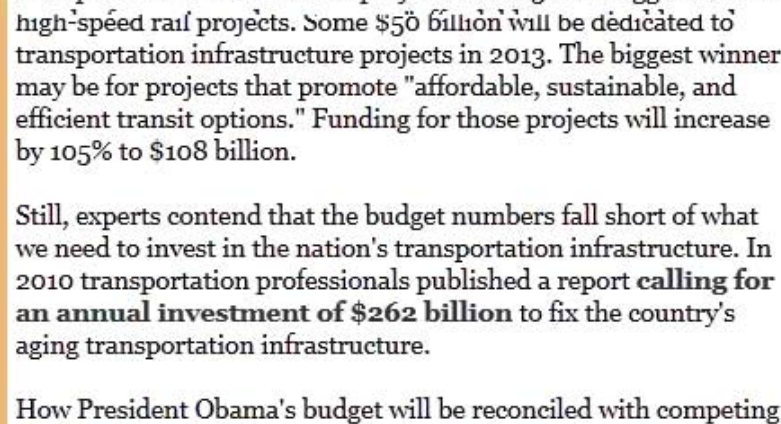 high-speed rail projects. Some $50 billion will be dedicated to
transportation infrastructure projects in 2013. The biggest winner
may be for projects that promote "affordable, sustainable, and
efficient transit options." Funding for those projects will increase
by 105% to $108 billion.
Still, experts contend that the budget numbers fall short of what
we need to invest in the nation's transportation infrastructure. In
2010 transportation professionals published a report calling for
an annual investment of $262 billion to fix the country's
aging transportation infrastructure.
How President Obama's budget will be reconciled with competing